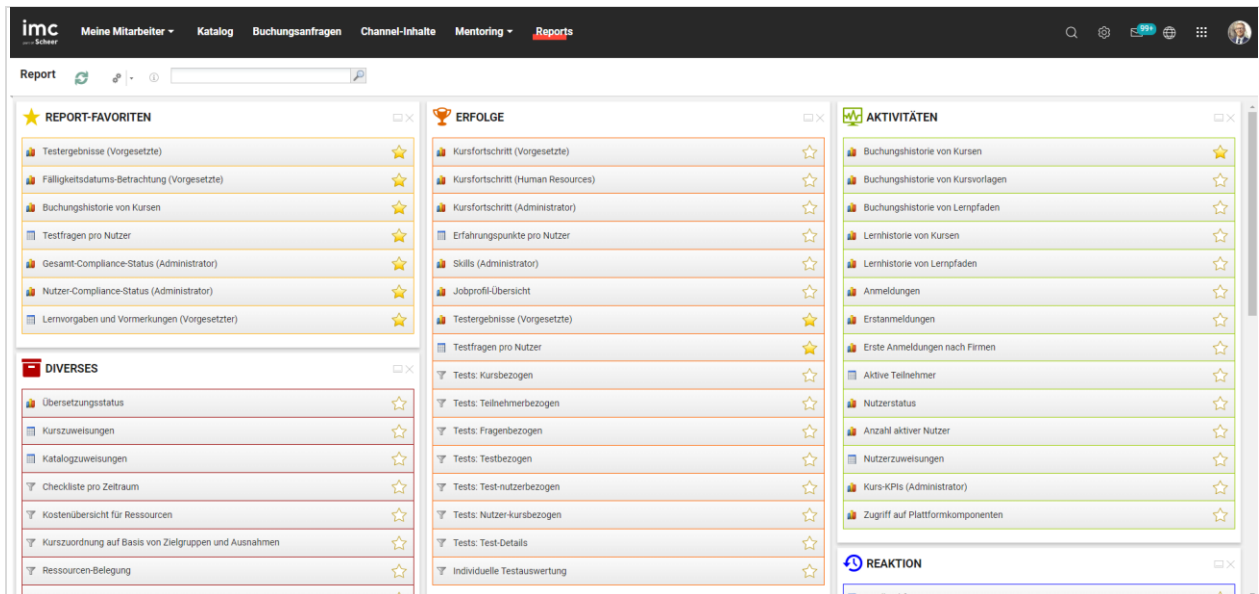 imc
Scheer
Meine Mitarbeiter
Katalog
Buchungsanfragen
Channel-Inhalte
Mentoring
Reports
99+
Report
REPORT-FAVORITEN
Testergebnisse (Vorgesetzte)
Fälligkeitsdatums-Betrachtung (Vorgesetzte)
Buchungshistorie von Kursen
Testfragen pro Nutzer
Gesamt-Compliance-Status (Administrator)
Nutzer-Compliance-Status (Administrator)
Lernvorgaben und Vormerkungen (Vorgesetzter)
DIVERSES
Übersetzungsstatus
Kurszuweisungen
Katalogzuweisungen
Checkliste pro Zeitraum
Kostenübersicht für Ressourcen
Kurszuordnung auf Basis von Zielgruppen und Ausnahmen
Ressourcen-Belegung
ERFOLGE
Kursfortschritt (Vorgesetzte)
Kursfortschritt (Human Resources)
Kursfortschritt (Administrator)
Erfahrungspunkte pro Nutzer
Skills (Administrator)
Jobprofil-Übersicht
Testergebnisse (Vorgesetzte)
Testfragen pro Nutzer
Tests: Kursbezogen
Tests: Teilnehmerbezogen
Tests: Fragenbezogen
Tests: Testbezogen
Tests: Test-nutzerbezogen
Tests: Nutzer-kursbezogen
Tests: Test-Details
Individuelle Testauswertung
AKTIVITÄTEN
Buchungshistorie von Kursen
Buchungshistorie von Kursvorlagen
Buchungshistorie von Lernpfaden
Lernhistorie von Kursen
Lernhistorie von Lernpfaden
Anmeldungen
Erstanmeldungen
Erste Anmeldungen nach Firmen
Aktive Teilnehmer
Nutzerstatus
Anzahl aktiver Nutzer
Nutzerzuweisungen
Kurs-KPIs (Administrator)
Zugriff auf Plattformkomponenten
REAKTION